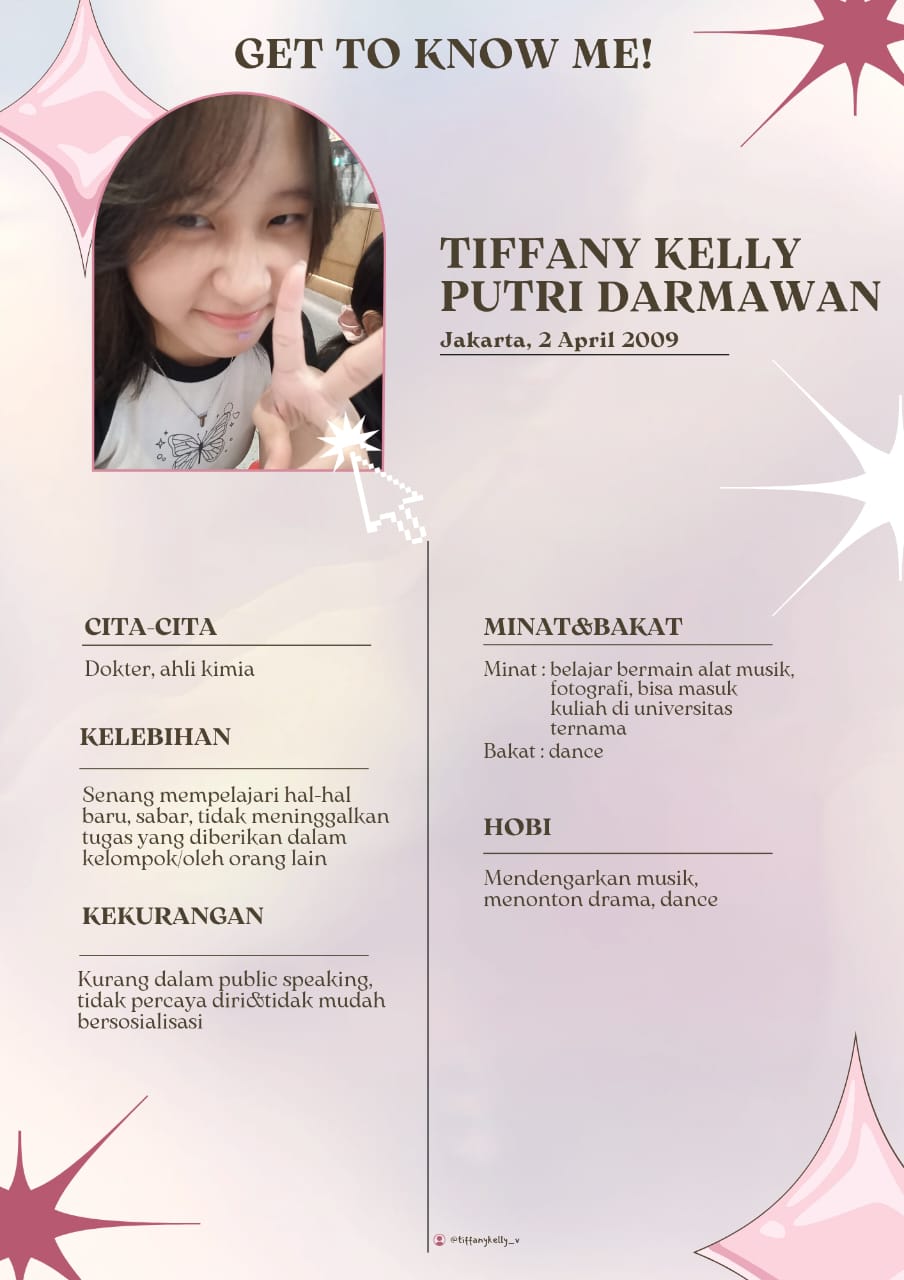 GET TO KNOW ME!
TIFFANY KELLY
PUTRI DARMAWAN
Jakarta, 2 April 2009
CITA-CITA
Dokter, ahli kimia
KELEBIHAN
Senang mempelajari hal-hal
baru, sabar, tidak meninggalkan
tugas yang diberikan dalam
kelompok/oleh orang lain
KEKURANGAN
Kurang dalam public speaking,
tidak percaya diri&tidak mudah
bersosialisasi
MINAT&BAKAT
Minat : belajar bermain alat musik,
fotografi, bisa masuk
kuliah di universitas
ternama
Bakat : dance
HOBI
Mendengarkan musik,
menonton drama, dance
@tiffanykelly_v